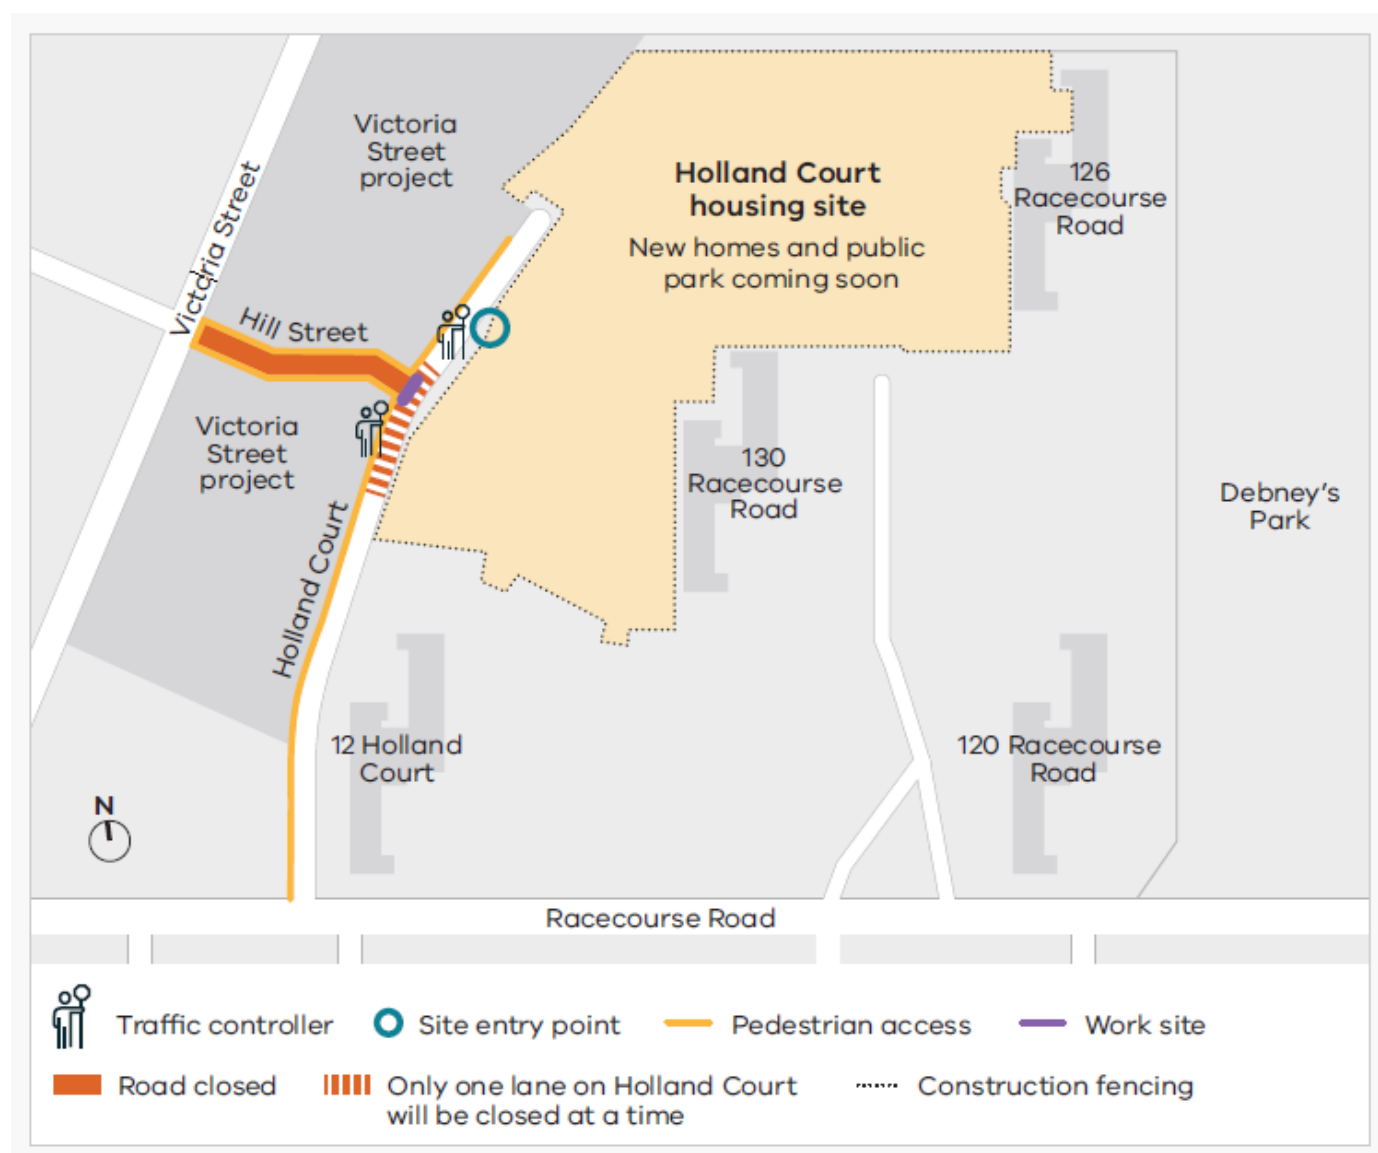 Victoria
Street
project
Victoria Street
Holland Court
housing site
New homes and public
park coming soon
126
Racecourse
Road
Hill Street
Victoria
Street
project
130
Racecourse
Road
Debney's
Park
Holland Court
12 Holland
Court
120 Racecourse
Road
N
Racecourse Road
Traffic controller
Site entry point
Pedestrian access
Work site
Road closed
Only one lane on Holland Court
will be closed at a time
Construction fencing